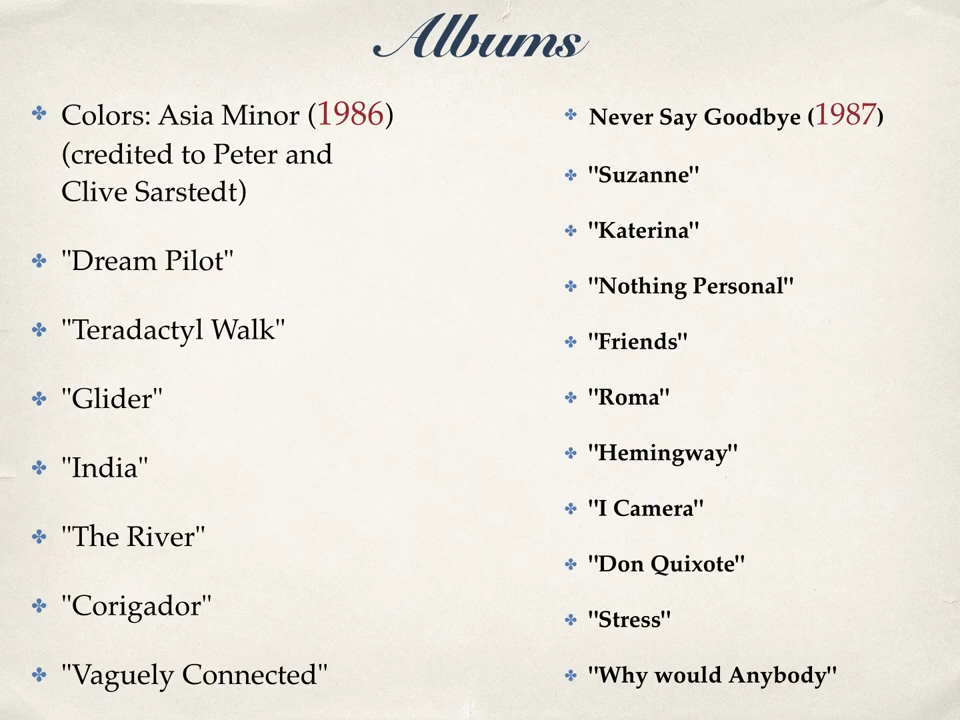 Albums
Colors: Asia Minor (1986)
(credited to Peter and
Clive Sarstedt)
"Dream Pilot"
"Teradactyl Walk"
"Glider"
"India"
"The River"
"Corigador"
"Vaguely Connected"
Never Say Goodbye (1987)
"Suzanne"
"Katerina"
"Nothing Personal"
"Friends"
"Roma"
"Hemingway"
"I Camera"
"Don Quixote"
"Stress"
"Why would Anybody"